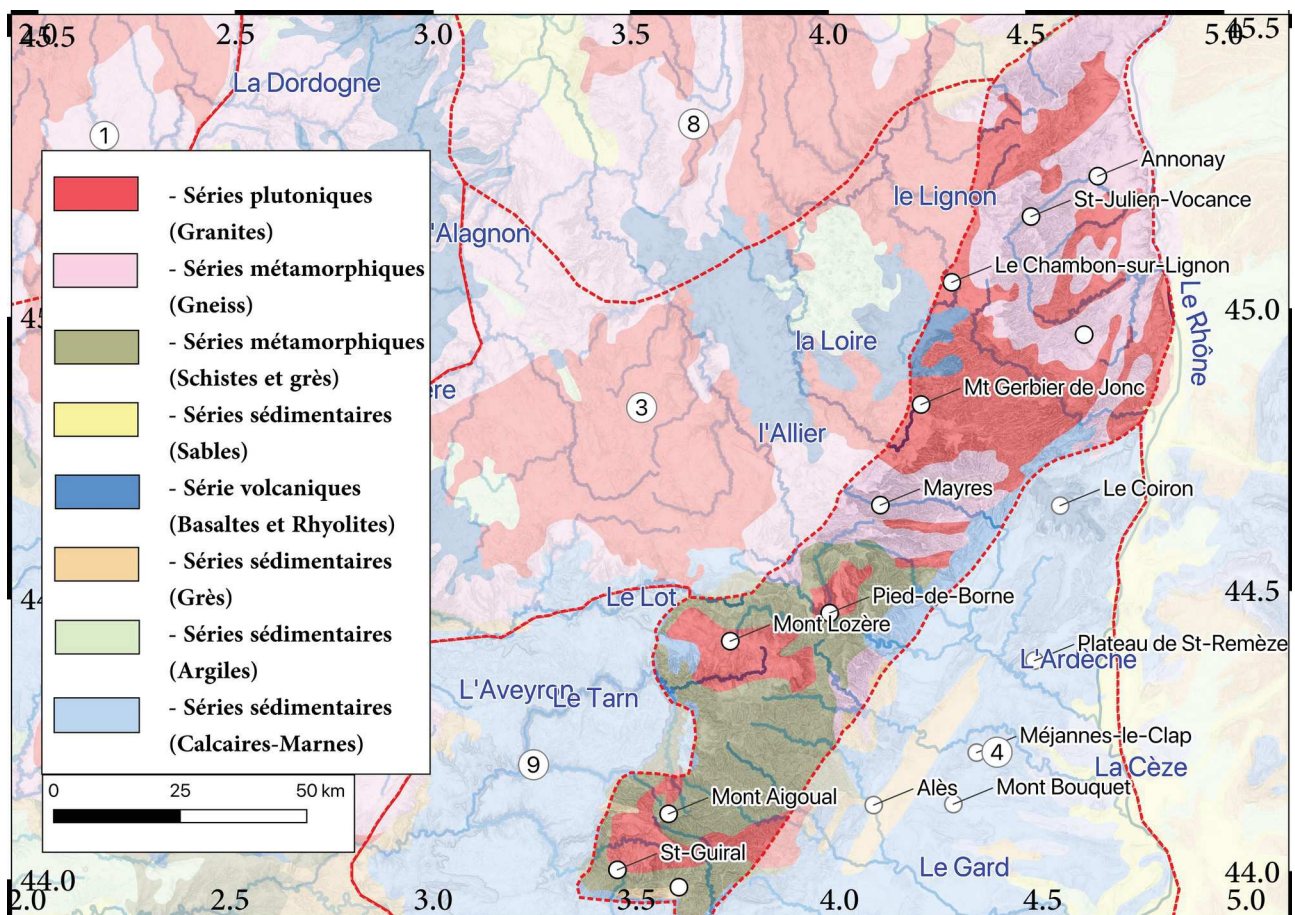 2.0
45.5
2.5
3.0
3.5
4.0
4.5
5.0
45.5
La Dordogne
1
8
Annonay
le Lignon
St-Julien-Vocance
'Alagnon
Le Chambon-sur-Lignon
45.0
Le Rhône
la Loire
ère
Mt Gerbier de Jonc
3
l'Allier
Mayres
Le Coiron
44.5
Le Lot
Pied-de-Borne
Mont Lozère
Plateau de St-Remèze
L'Ardèche
L'Aveyron
Le Tarn
Méjannes-le-Clap
4
9
La Cèze
Mont Aigoual
Alès
Mont Bouquet
St-Guiral
Le Gard
- Séries plutoniques
(Granites)
- Séries métamorphiques
(Gneiss)
- Séries métamorphiques
(Schistes et grès)
- Séries sédimentaires
(Sables)
- Série volcaniques
(Basaltes et Rhyolites)
- Séries sédimentaires
(Grès)
- Séries sédimentaires
(Argiles)
- Séries sédimentaires
(Calcaires-Marnes)
0
25
50 km
44.0
44.0
2.0
2.5
3.0
3.5
4.0
4.5
5.0